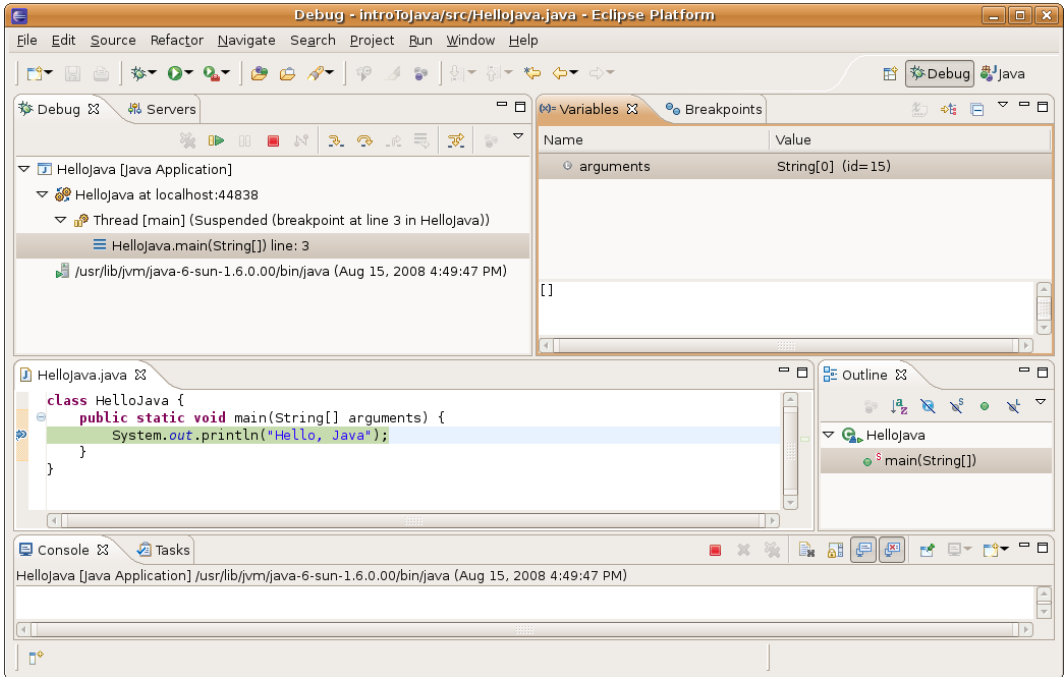 Debug - introToJava/src/HelloJava.java - Eclipse Platform
File Edit Source Refactor Navigate Search Project Run Window Help
Debug Java
Debug Servers
HelloJava [Java Application]
HelloJava at localhost:44838
Thread [main] (Suspended (breakpoint at line 3 in HelloJava))
HelloJava.main(String[]) line: 3
/usr/lib/jvm/java-6-sun-1.6.0.00/bin/java (Aug 15, 2008 4:49:47 PM)
(x)= Variables Breakpoints
Name Value
arguments String[0] (id=15)
[]
HelloJava.java
class HelloJava {
public static void main(String[] arguments) {
System.out.println("Hello, Java");
}
}
Outline
HelloJava
S main(String[])
Console Tasks
HelloJava [Java Application] /usr/lib/jvm/java-6-sun-1.6.0.00/bin/java (Aug 15, 2008 4:49:47 PM)